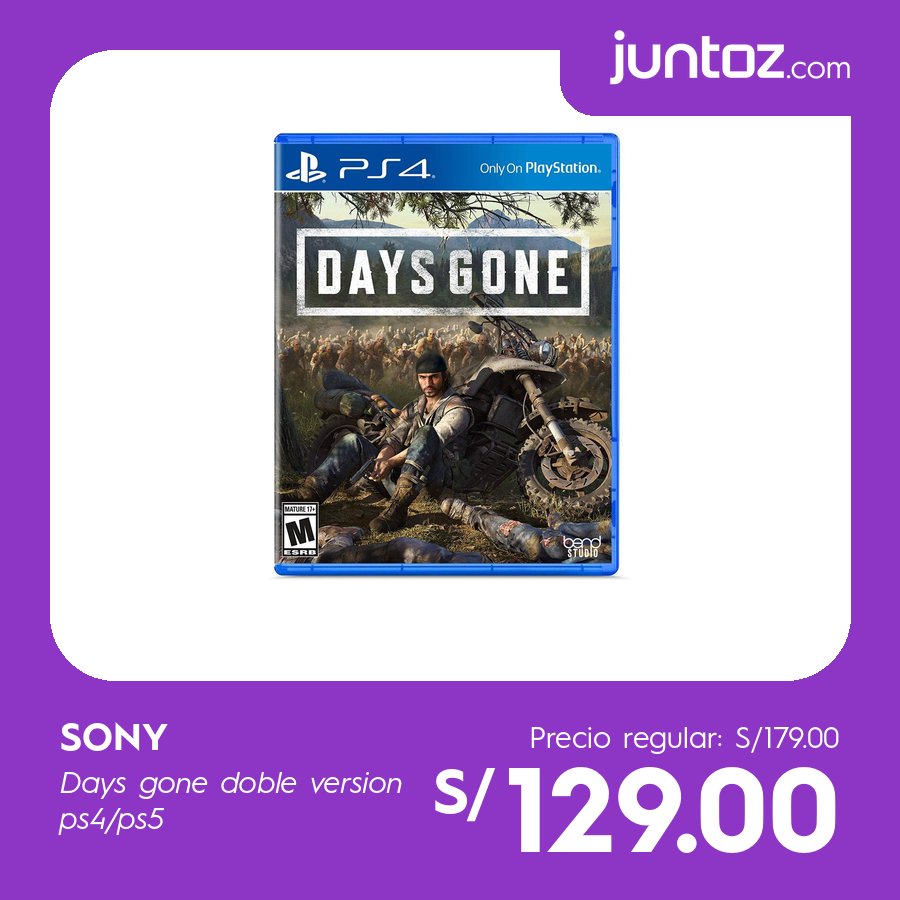 juntoz.com
PS4
Only On PlayStation
DAYS GONE
MATURE 17+
M
ESRB
bend
STUDIO
SONY
Days gone doble version
ps4/ps5
Precio regular: S/179.00
S/129.00